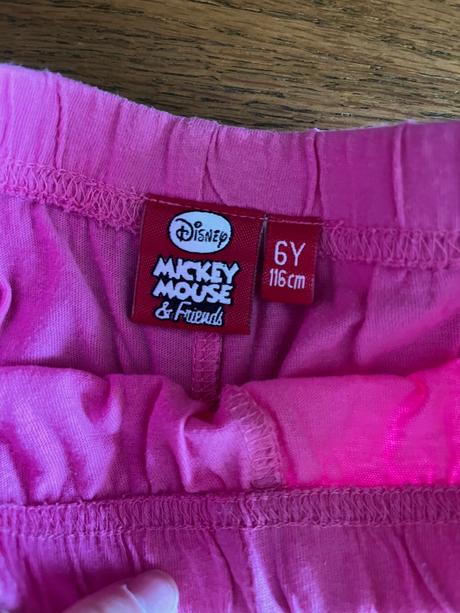 Disney
MICKEY
MOUSE
& Friends
6Y
116cm